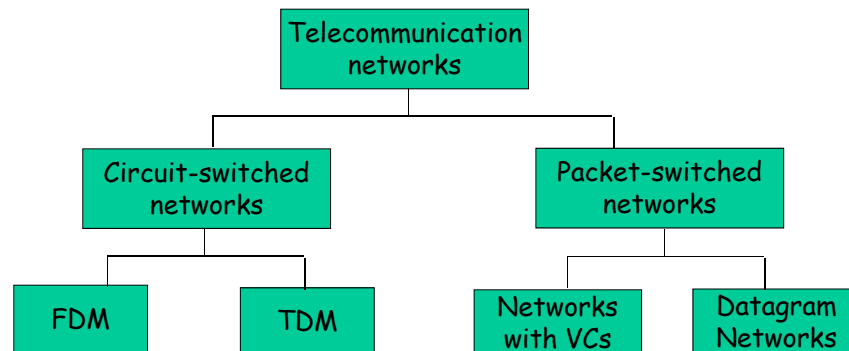 Telecommunication
networks
Circuit-switched
networks
Packet-switched
networks
FDM
TDM
Networks
with VCs
Datagram
Networks